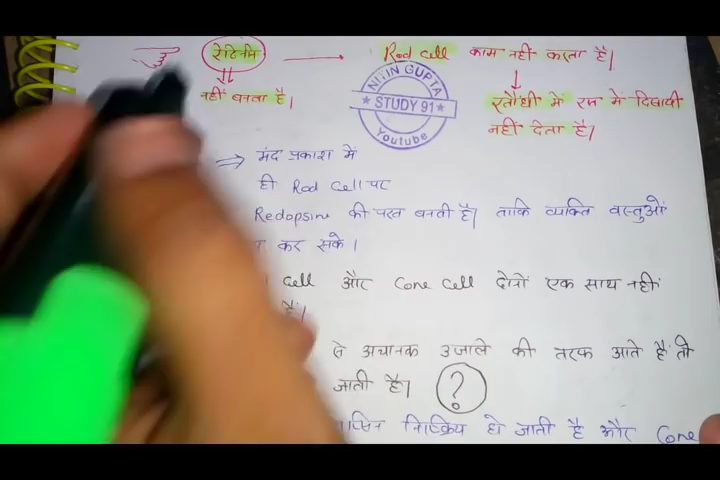 रेटिनीन → Rod cell काम नहीं करता है।
नहीं बनता है।
NITIN GUPTA
STUDY 91
Youtube
रतौंधी में रात में दिखायी
नहीं देता है।
⇒ मंद प्रकाश में
ही Rod Cell पर
Redopsine की परत बनती है। ताकि व्यक्ति वस्तुओं
कर सके।
cell और Cone Cell दोनों एक साथ नहीं
है।
से अचानक उजाले की तरफ आते हैं तो
जाती है। ?
निष्क्रिय हो जाती है और Cone